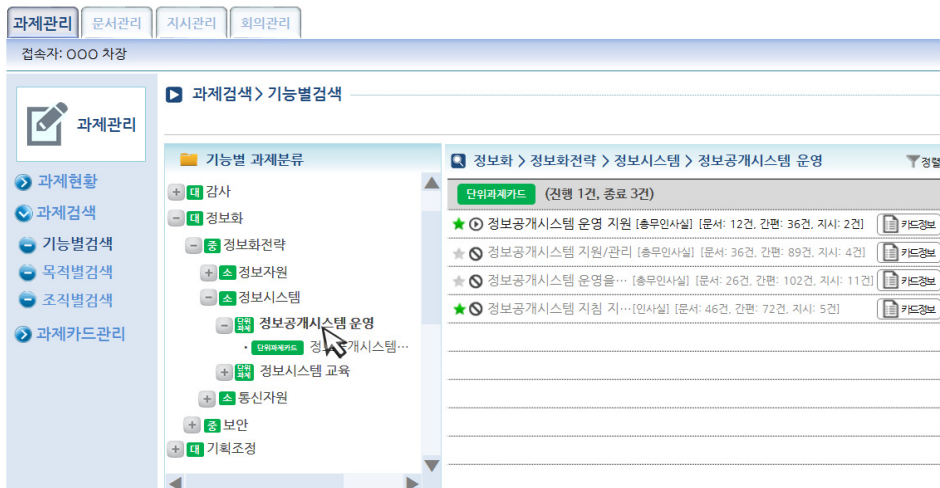 과제관리 문서관리 지시관리 회의관리
접속자: OOO 차장
과제관리
과제현황
과제검색
기능별검색
목적별검색
조직별검색
과제카드관리
과제검색 > 기능별검색
기능별 과제분류
대 감사
대 정보화
중 정보화전략
소 정보자원
소 정보시스템
단위과제 정보공개시스템 운영
단위과제카드
단위과제 정보시스템 교육
소 통신자원
중 보안
대 기획조정
정보화 > 정보화전략 > 정보시스템 > 정보공개시스템 운영
정렬
단위과제카드 (진행 1건, 종료 3건)
정보공개시스템 운영 지원 [총무인사실] [문서: 12건, 간편: 36건, 지시: 2건] 카드정보
정보공개시스템 지원/관리 [총무인사실] [문서: 36건, 간편: 89건, 지시: 4건] 카드정보
정보공개시스템 운영을… [총무인사실] [문서: 26건, 간편: 102건, 지시: 11건] 카드정보
정보공개시스템 지침 지…[인사실] [문서: 46건, 간편: 72건, 지시: 5건] 카드정보